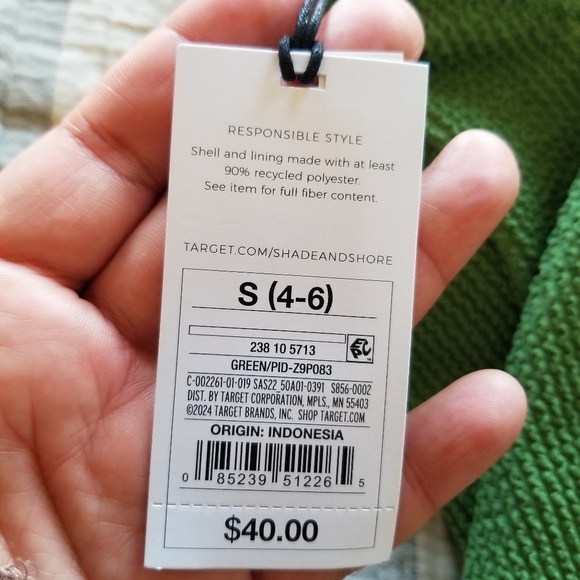 RESPONSIBLE STYLE
Shell and lining made with at least
90% recycled polyester.
See item for full fiber content.
TARGET.COM/SHADEANDSHORE
S (4-6)
238 10 5713
EPC
TM
GREEN/PID-Z9P083
C-002261-01-019 SAS22_50A01-0391 S856-0002
DIST. BY TARGET CORPORATION, MPLS., MN 55403
©2024 TARGET BRANDS, INC. SHOP TARGET.COM
ORIGIN: INDONESIA
0 85239 51226 5
$40.00